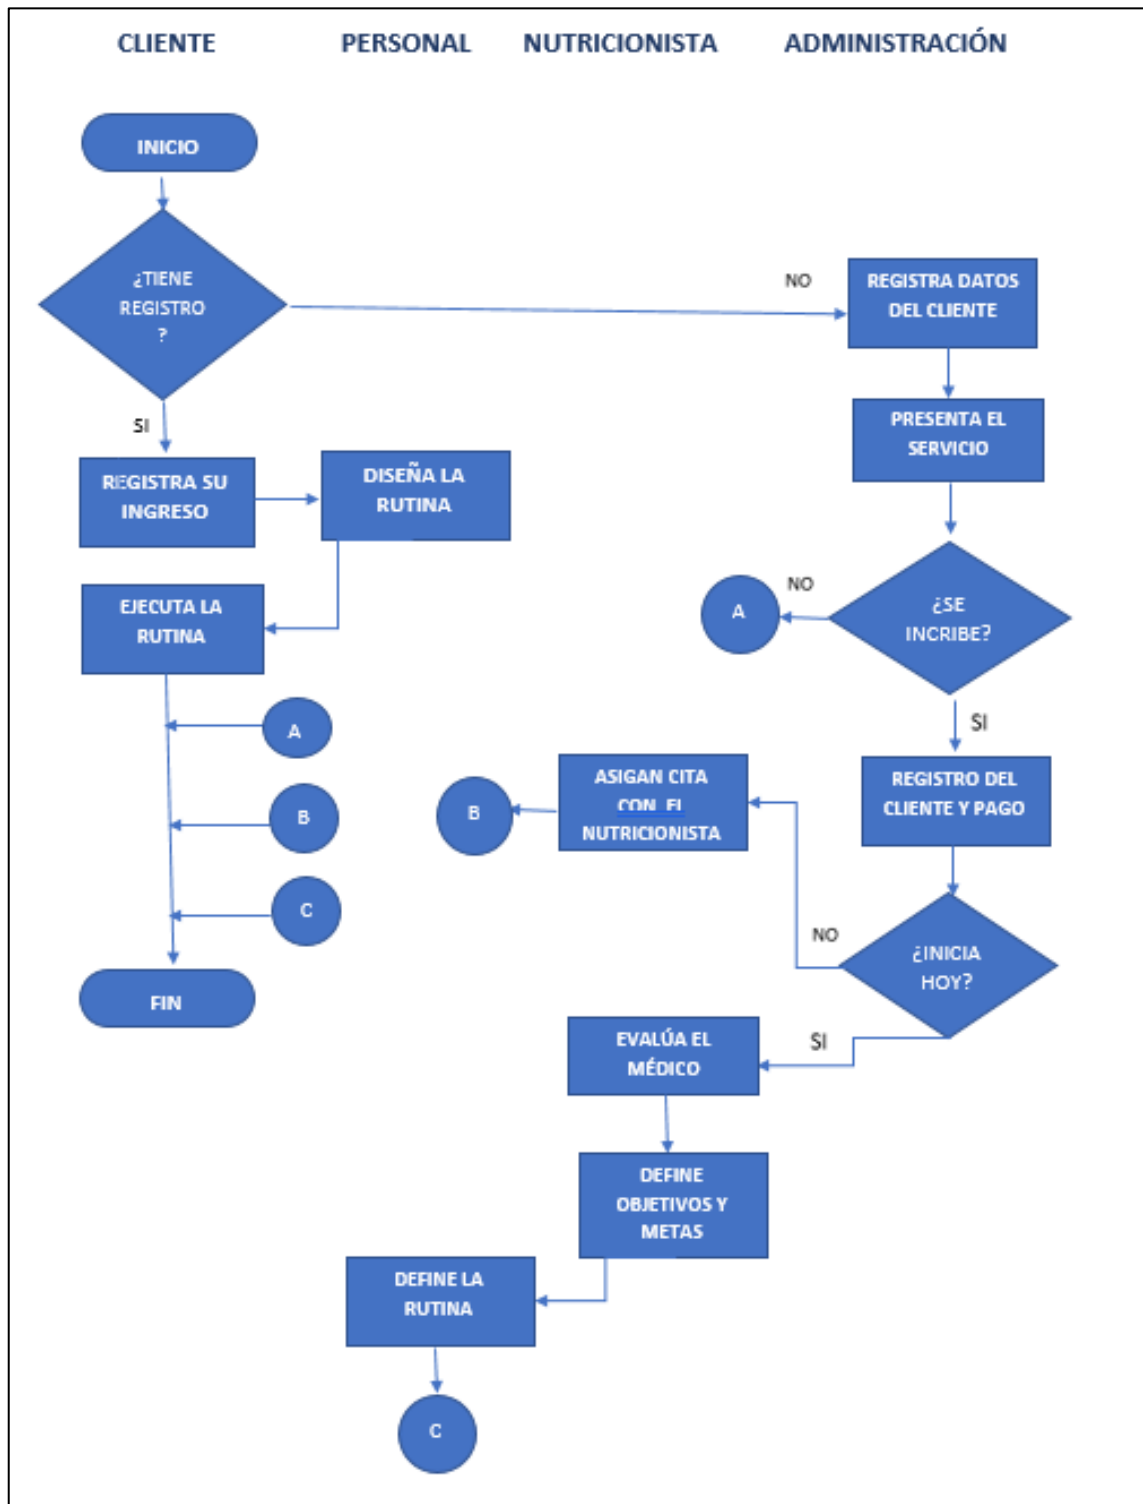 CLIENTE PERSONAL NUTRICIONISTA ADMINISTRACIÓN
INICIO
¿TIENE
REGISTRO
?
NO
REGISTRA DATOS
DEL CLIENTE
PRESENTA EL
SERVICIO
SI
REGISTRA SU
INGRESO
DISEÑA LA
RUTINA
EJECUTA LA
RUTINA
A
NO
¿SE
INCRIBE?
SI
A
B
C
FIN
B
ASIGAN CITA
CON EL
NUTRICIONISTA
REGISTRO DEL
CLIENTE Y PAGO
NO
¿INICIA
HOY?
SI
EVALÚA EL
MÉDICO
DEFINE
OBJETIVOS Y
METAS
DEFINE LA
RUTINA
C